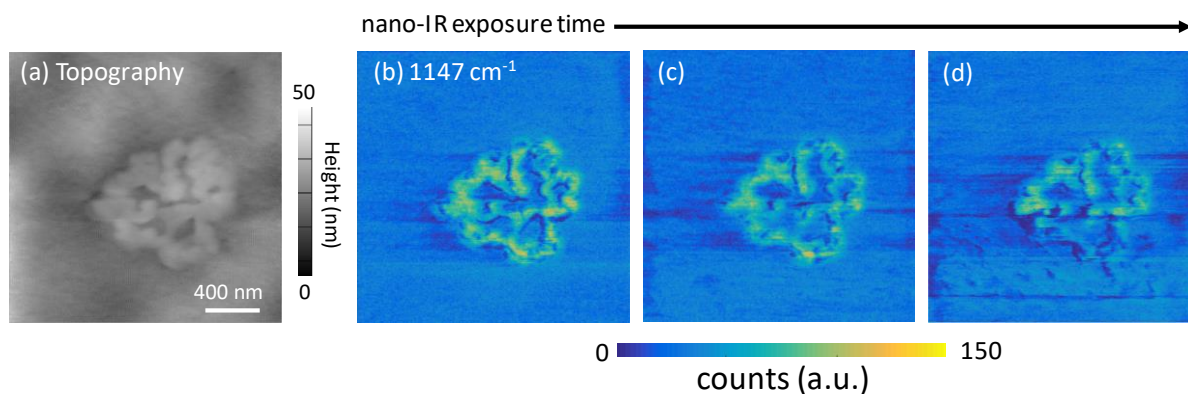 nano-IR exposure time
(a) Topography
50
Height (nm)
0
400 nm
(b) 1147 cm⁻¹
(c)
(d)
0
150
counts (a.u.)